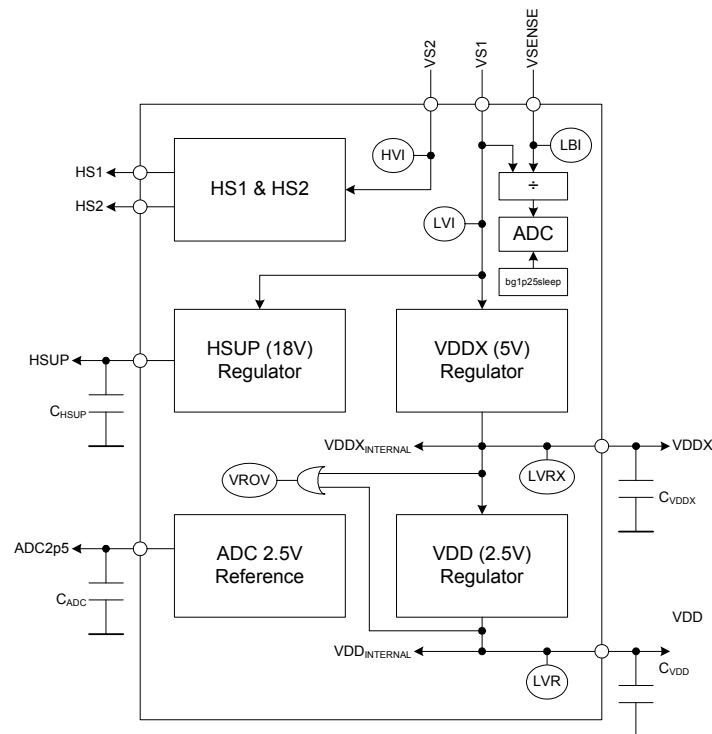 VS2
VS1
VSENSE
HVI
LBI
HS1
HS2
HS1 & HS2
÷
LVI
ADC
bg1p25sleep
HSUP
HSUP (18V)
Regulator
VDDX (5V)
Regulator
CHSUP
VDDXINTERNAL
VDDX
LVRX
VROV
CVDDX
ADC2p5
ADC 2.5V
Reference
VDD (2.5V)
Regulator
CADC
VDD
VDDINTERNAL
LVR
CVDD